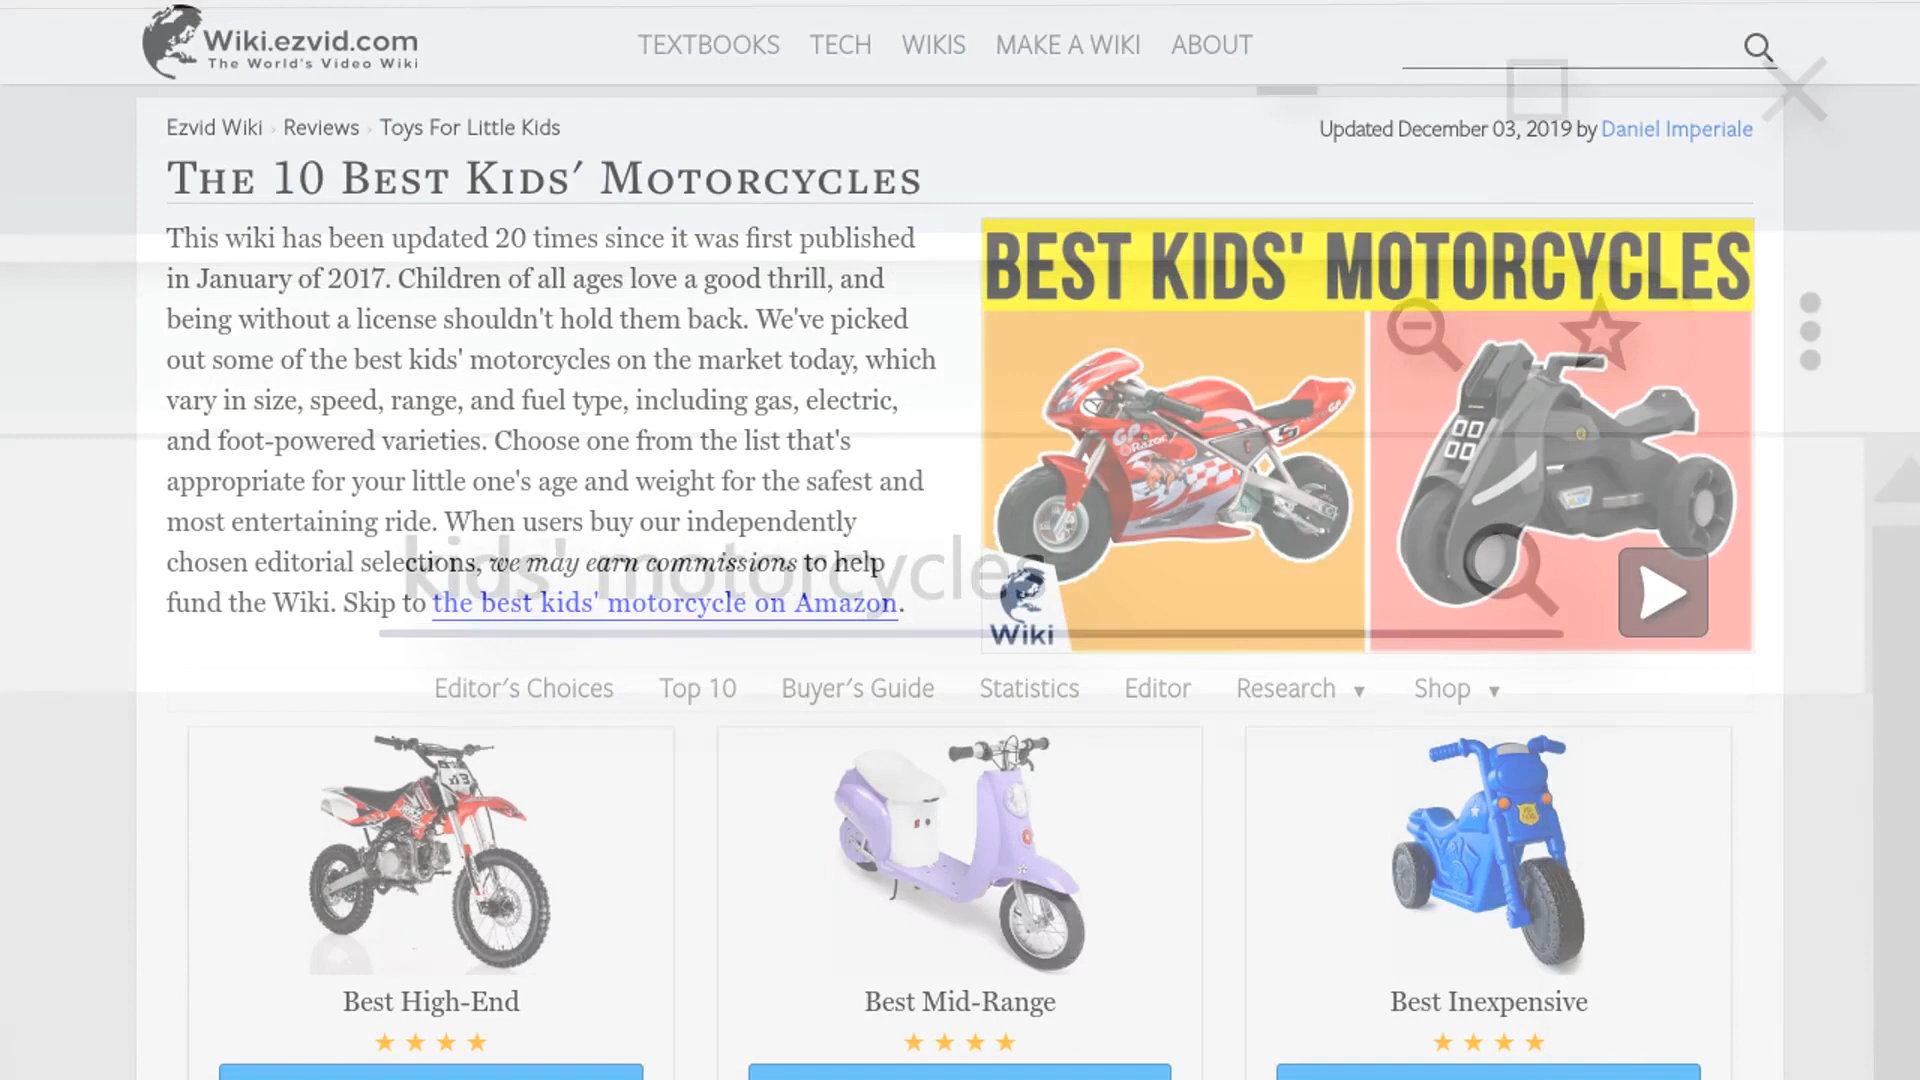 Wiki.ezvid.com
The World's Video Wiki
TEXTBOOKS TECH WIKIS MAKE A WIKI ABOUT
Ezvid Wiki › Reviews › Toys For Little Kids
Updated December 03, 2019 by Daniel Imperiale
The 10 Best Kids' Motorcycles
This wiki has been updated 20 times since it was first published
in January of 2017. Children of all ages love a good thrill, and
being without a license shouldn't hold them back. We've picked
out some of the best kids' motorcycles on the market today, which
vary in size, speed, range, and fuel type, including gas, electric,
and foot-powered varieties. Choose one from the list that's
appropriate for your little one's age and weight for the safest and
most entertaining ride. When users buy our independently
chosen editorial selections, we may earn commissions to help
fund the Wiki. Skip to the best kids' motorcycle on Amazon.
kids' motorcycles
BEST KIDS' MOTORCYCLES
GP
Razor
Wiki
Editor's Choices Top 10 Buyer's Guide Statistics Editor Research ▼ Shop ▼
Best High-End
Best Mid-Range
Best Inexpensive